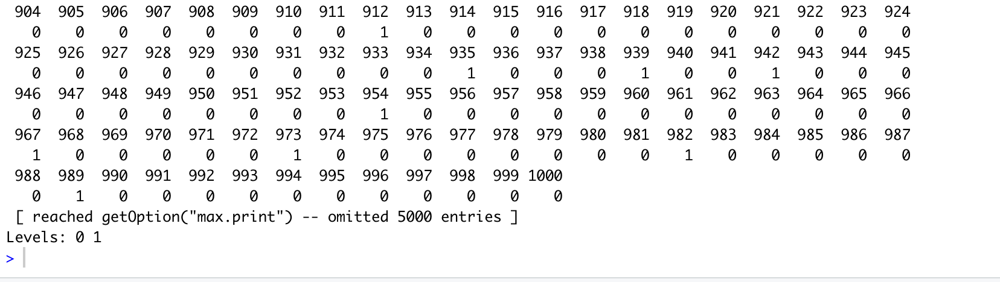 904 905 906 907 908 909 910 911 912 913 914 915 916 917 918 919 920 921 922 923 924
0 0 0 0 0 0 0 0 1 0 0 0 0 0 0 0 0 0 0 0 0
925 926 927 928 929 930 931 932 933 934 935 936 937 938 939 940 941 942 943 944 945
0 0 0 0 0 0 0 0 0 0 1 0 0 0 1 0 0 1 0 0 0
946 947 948 949 950 951 952 953 954 955 956 957 958 959 960 961 962 963 964 965 966
0 0 0 0 0 0 0 0 1 0 0 0 0 0 0 0 0 0 0 0 0
967 968 969 970 971 972 973 974 975 976 977 978 979 980 981 982 983 984 985 986 987
1 0 0 0 0 0 1 0 0 0 0 0 0 0 0 1 0 0 0 0 0
988 989 990 991 992 993 994 995 996 997 998 999 1000
0 1 0 0 0 0 0 0 0 0 0 0 0
[ reached getOption("max.print") -- omitted 5000 entries ]
Levels: 0 1
>